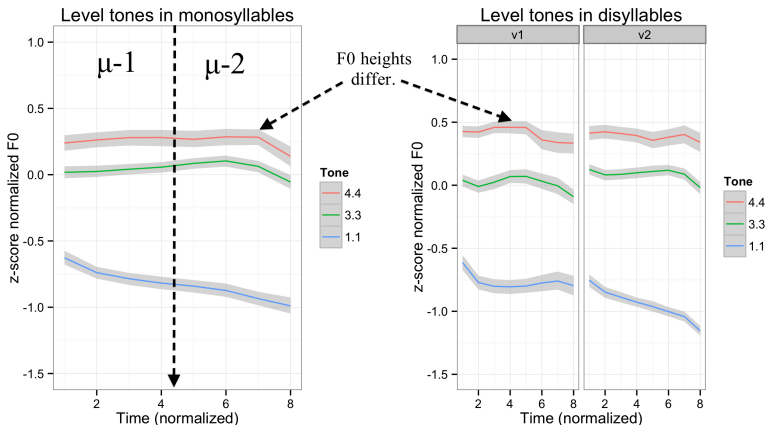 Level tones in monosyllables
μ-1
μ-2
z-score normalized F0
1.0
0.5
0.0
-0.5
-1.0
-1.5
2 4 6 8
Time (normalized)
Tone
4.4
3.3
1.1
F0 heights
differ.
Level tones in disyllables
v1
v2
z-score normalized F0
1.0
0.5
0.0
-0.5
-1.0
-1.5
2 4 6 8
2 4 6 8
Time (normalized)
Tone
4.4
3.3
1.1